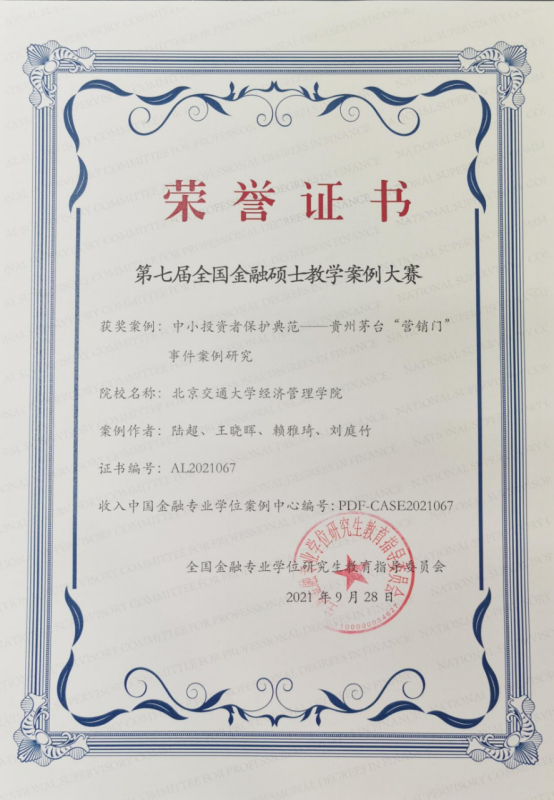 荣誉证书
第七届全国金融硕士教学案例大赛
获奖案例：中小投资者保护典范——贵州茅台“营销门”
事件案例研究
院校名称：北京交通大学经济管理学院
案例作者：陆超、王晓晖、赖雅琦、刘庭竹
证书编号：AL2021067
收入中国金融专业学位案例中心编号：PDF-CASE2021067
全国金融专业学位研究生教育指导委员会
2021 年 9 月 28 日